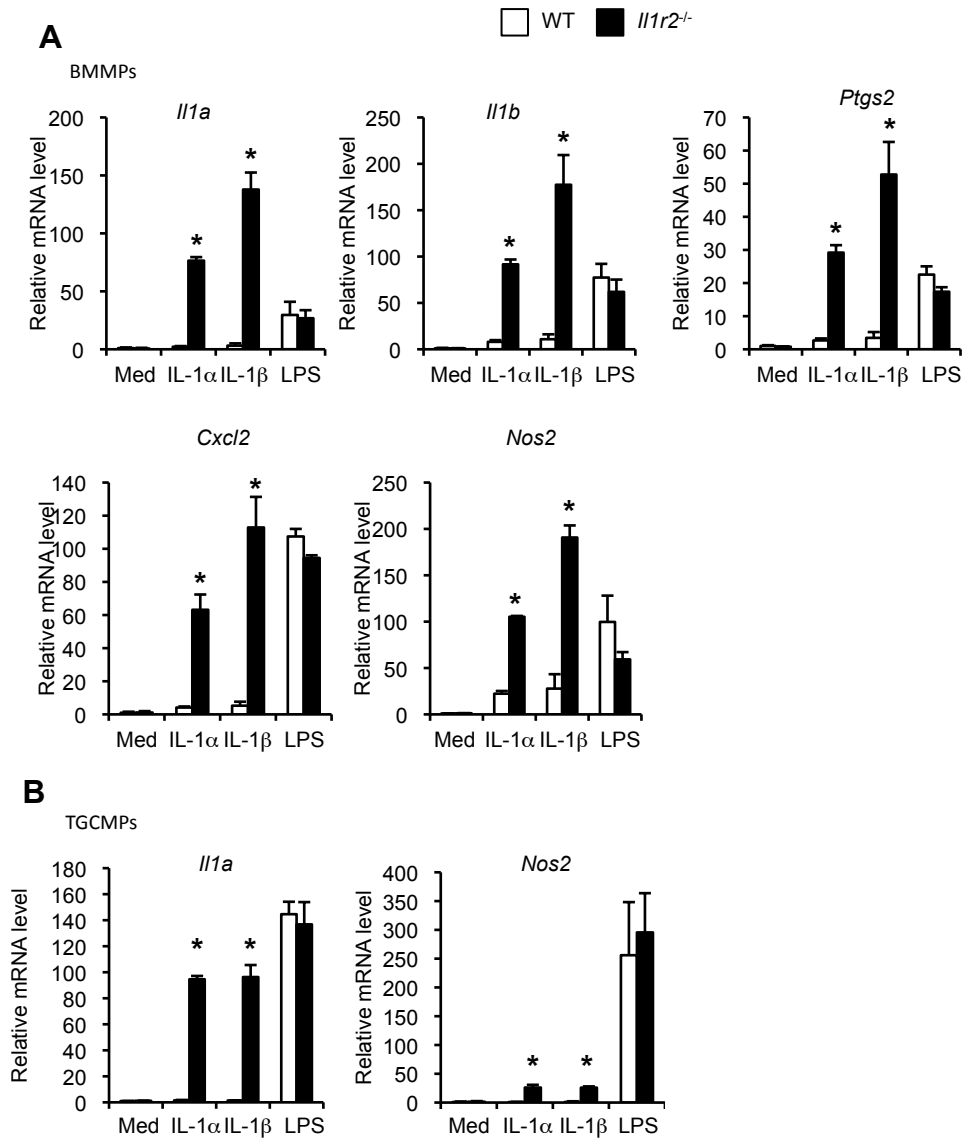 WT Il1r2-/-
A
BMMPs
Il1a
Relative mRNA level
200
150
100
50
0
* *
Med IL-1α IL-1β LPS
Il1b
Relative mRNA level
250
200
150
100
50
0
* *
Med IL-1α IL-1β LPS
Ptgs2
Relative mRNA level
70
60
50
40
30
20
10
0
* *
Med IL-1α IL-1β LPS
Cxcl2
Relative mRNA level
140
120
100
80
60
40
20
0
* *
Med IL-1α IL-1β LPS
Nos2
Relative mRNA level
250
200
150
100
50
0
* *
Med IL-1α IL-1β LPS
B
TGCMPs
Il1a
Relative mRNA level
180
160
140
120
100
80
60
40
20
0
* *
Med IL-1α IL-1β LPS
Nos2
Relative mRNA level
400
350
300
250
200
150
100
50
0
* *
Med IL-1α IL-1β LPS